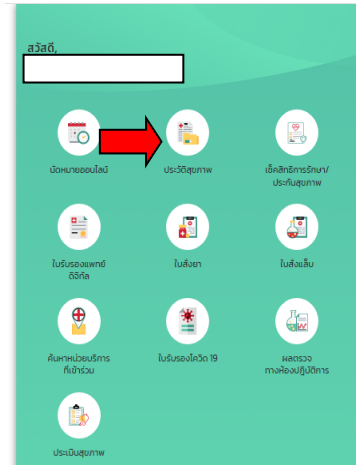 สวัสดี,
นัดหมายออนไลน์
ประวัติสุขภาพ
เช็คสิทธิการรักษา/
ประกันสุขภาพ
ใบรับรองแพทย์
ดิจิทัล
ใบสั่งยา
ใบสั่งแล็บ
ค้นหาหน่วยบริการ
ที่เข้าร่วม
ใบรับรองโควิด 19
ผลตรวจ
ทางห้องปฏิบัติการ
ประเมินสุขภาพ